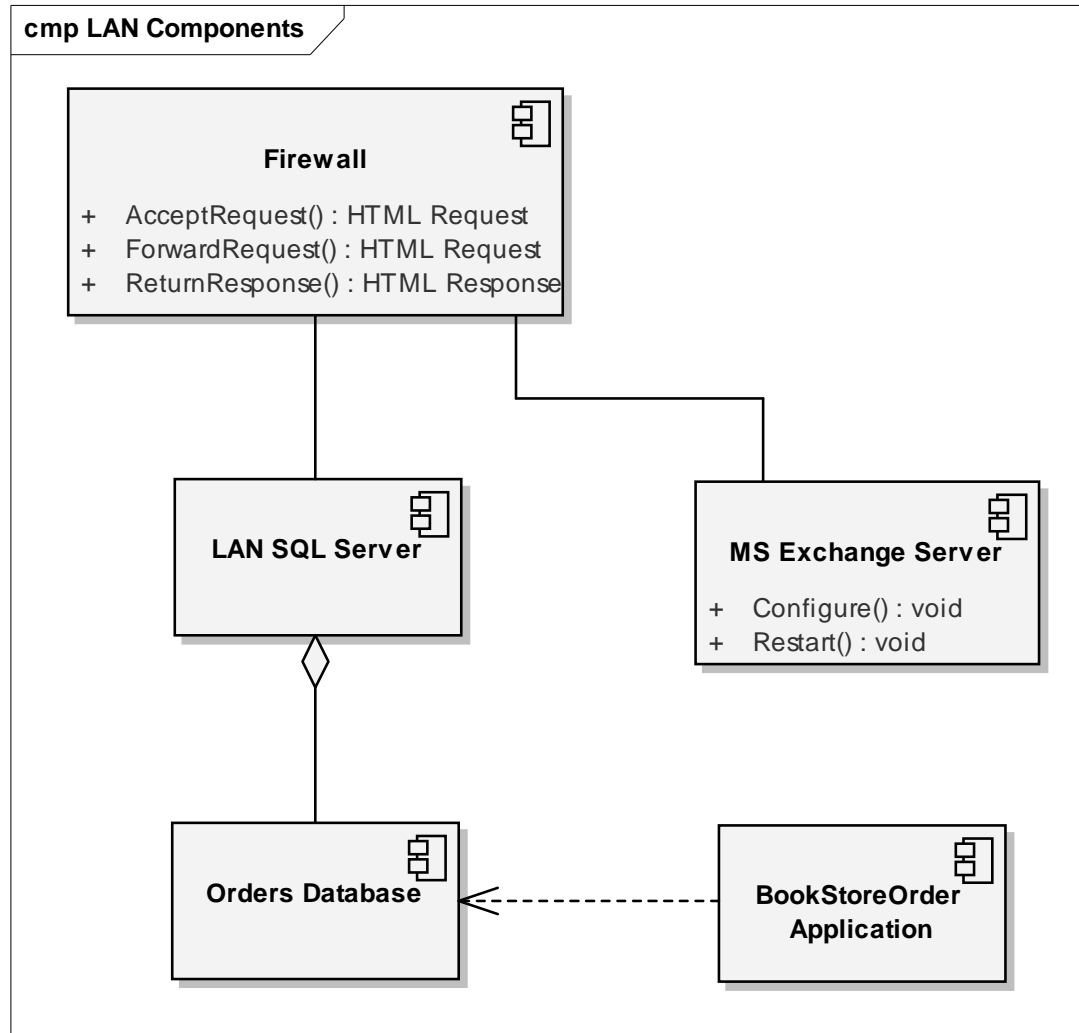 cmp LAN Components
Firewall
+ AcceptRequest() : HTML Request
+ ForwardRequest() : HTML Request
+ ReturnResponse() : HTML Response
LAN SQL Server
MS Exchange Server
+ Configure() : void
+ Restart() : void
Orders Database
BookStoreOrder
Application